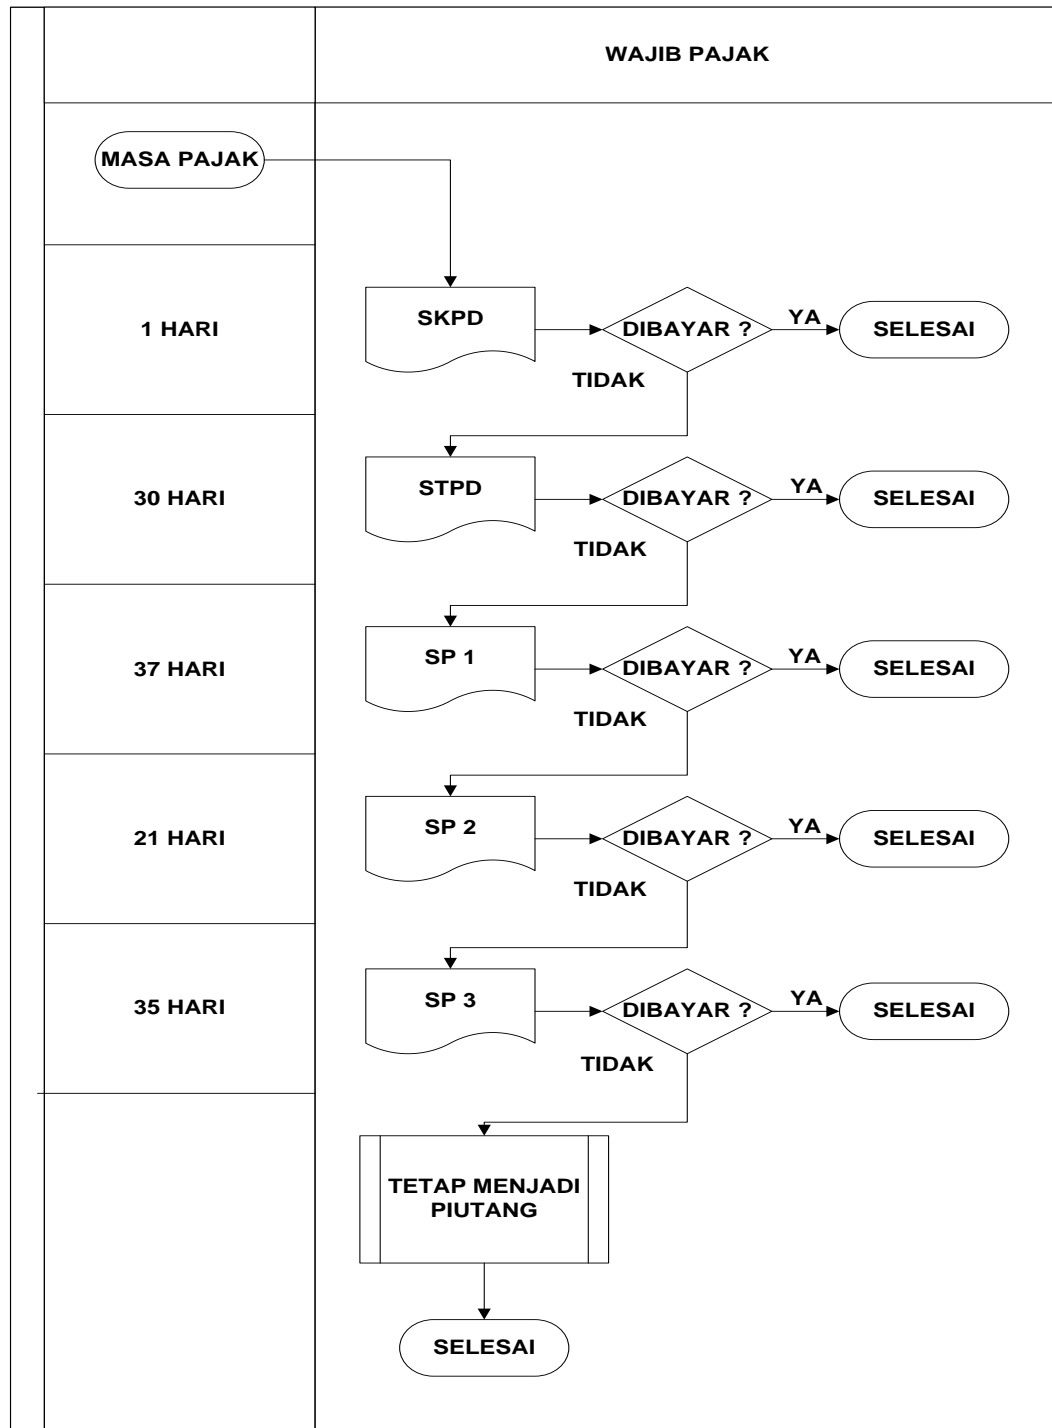 WAJIB PAJAK
MASA PAJAK
1 HARI
SKPD
DIBAYAR ?
YA
SELESAI
TIDAK
30 HARI
STPD
DIBAYAR ?
YA
SELESAI
TIDAK
37 HARI
SP 1
DIBAYAR ?
YA
SELESAI
TIDAK
21 HARI
SP 2
DIBAYAR ?
YA
SELESAI
TIDAK
35 HARI
SP 3
DIBAYAR ?
YA
SELESAI
TIDAK
TETAP MENJADI
PIUTANG
SELESAI